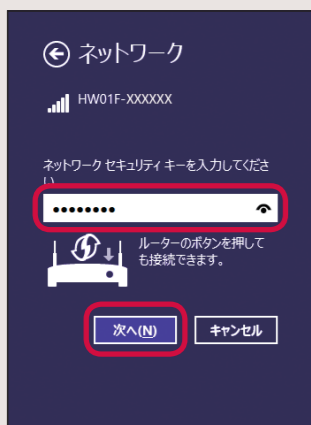 ネットワーク
HW01F-XXXXXX
ネットワーク セキュリティ キーを入力してくださ
い
ルーターのボタンを押して
も接続できます。
次へ(N)
キャンセル